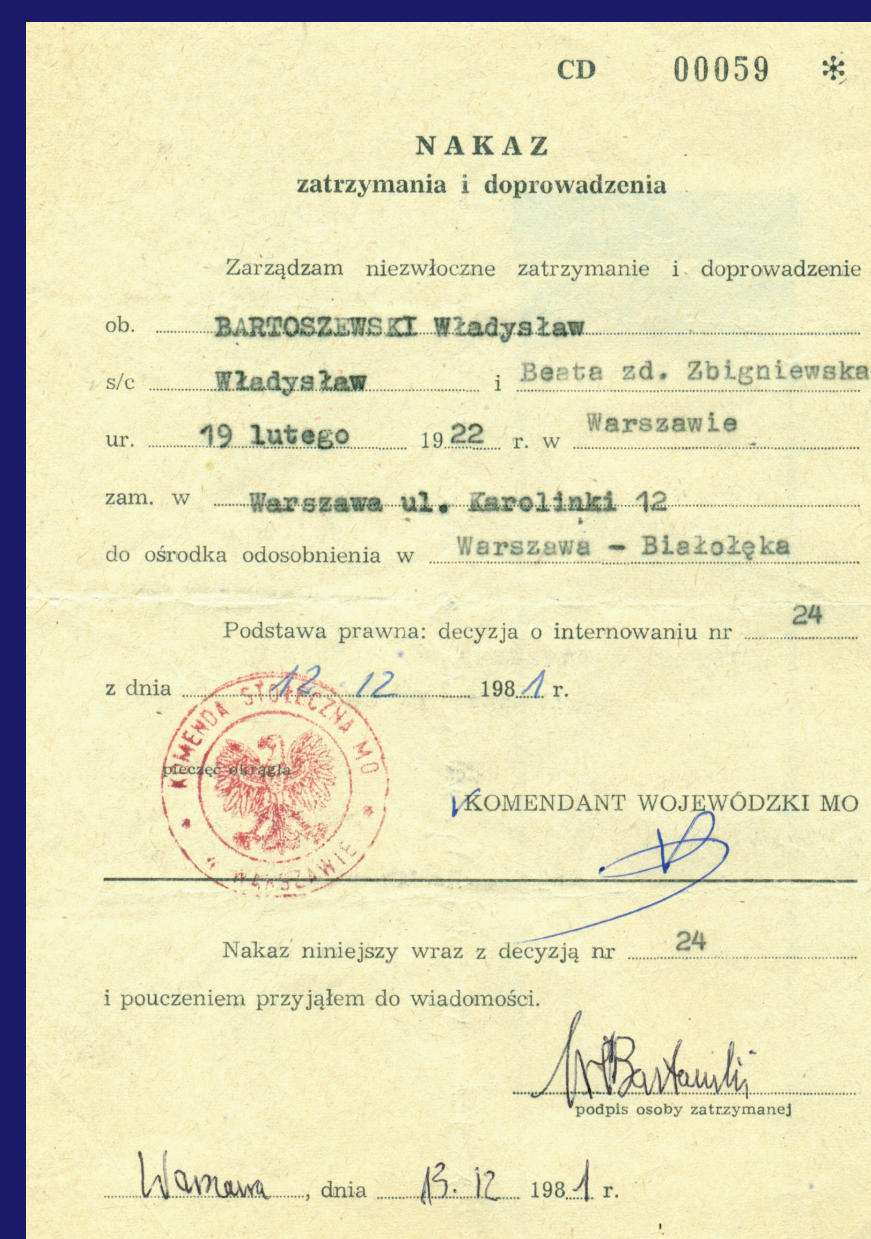 CD 00059 *
NAKAZ
zatrzymania i doprowadzenia
Zarządzam niezwłoczne zatrzymanie i doprowadzenie
ob. BARTOSZEWSKI Władysław
s/c Władysław i Beata zd. Zbigniewska
ur. 19 lutego 1922 r. w Warszawie
zam. w Warszawa ul. Karolinki 12
do ośrodka odosobnienia w Warszawa - Białołęka
Podstawa prawna: decyzja o internowaniu nr 24
z dnia 12 12 1981 r.
KOMENDA STOŁECZNA MO * W WARSZAWIE *
pieczęć okrągła
KOMENDANT WOJEWÓDZKI MO
Nakaz niniejszy wraz z decyzją nr 24
i pouczeniem przyjąłem do wiadomości.
WBartoszewski
podpis osoby zatrzymanej
Warszawa, dnia 13. 12 1981 r.